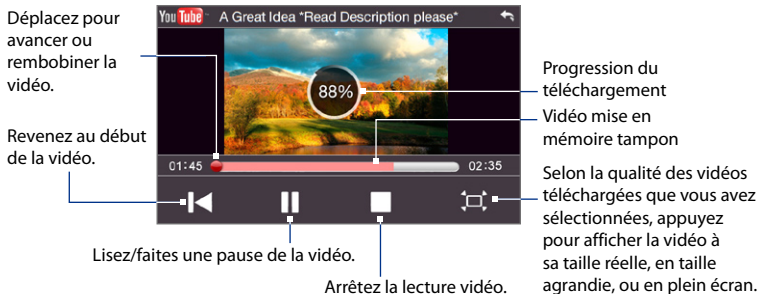 Déplacez pour
avancer ou
rembobiner la
vidéo.
Revenez au début
de la vidéo.
You Tube A Great Idea *Read Description please*
88%
01:45
02:35
Progression du
téléchargement
Vidéo mise en
mémoire tampon
Selon la qualité des vidéos
téléchargées que vous avez
sélectionnées, appuyez
pour afficher la vidéo à
sa taille réelle, en taille
agrandie, ou en plein écran.
Lisez/faites une pause de la vidéo.
Arrêtez la lecture vidéo.